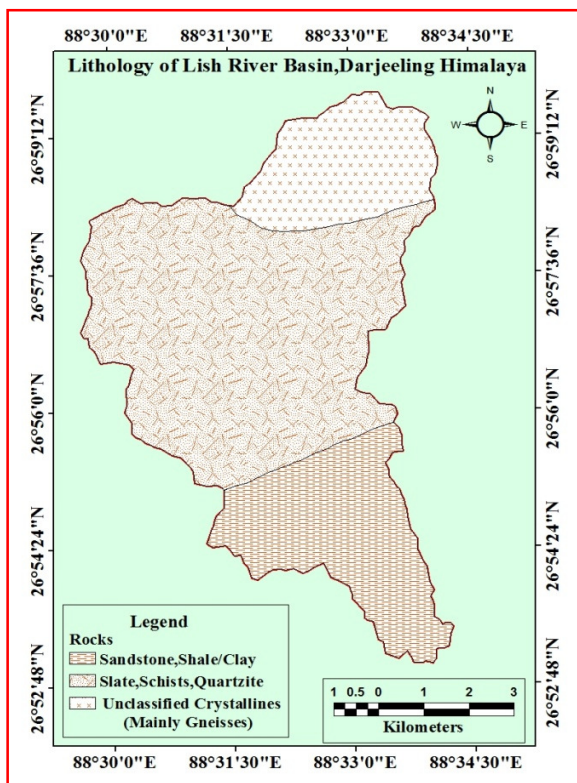 88°30'0"E 88°31'30"E 88°33'0"E 88°34'30"E
Lithology of Lish River Basin,Darjeeling Himalaya
N
W E
S
26°59'12"N 26°59'12"N
26°57'36"N 26°57'36"N
26°56'0"N 26°56'0"N
26°54'24"N 26°54'24"N
26°52'48"N 26°52'48"N
Legend
Rocks
Sandstone,Shale/Clay
Slate,Schists,Quartzite
Unclassified Crystallines
(Mainly Gneisses)
1 0.5 0 1 2 3
Kilometers
88°30'0"E 88°31'30"E 88°33'0"E 88°34'30"E